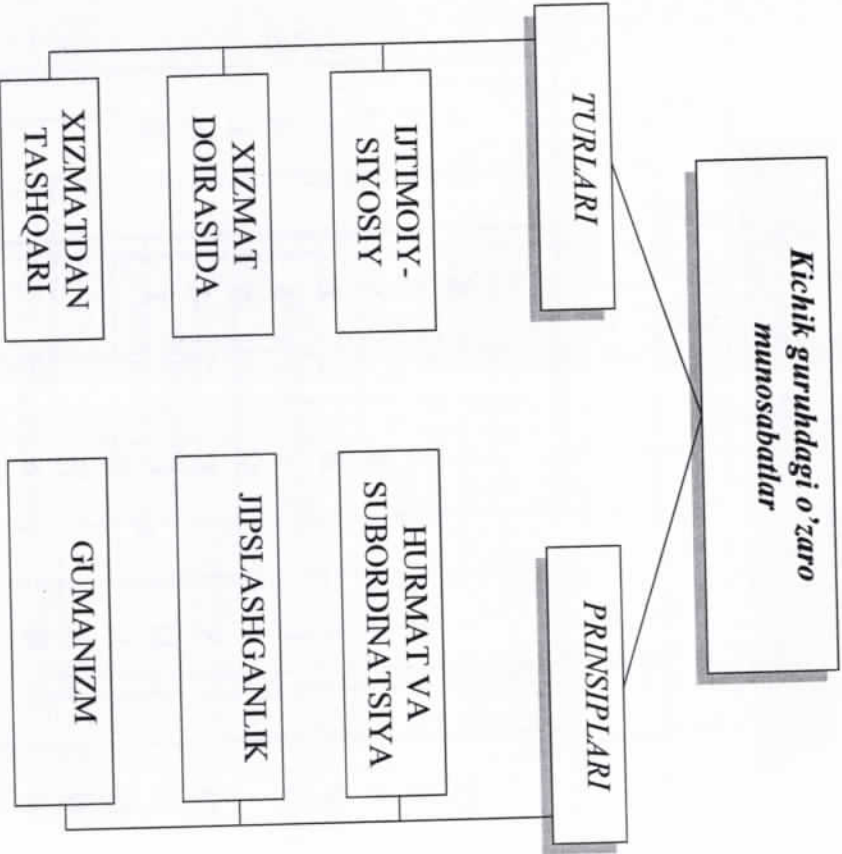 Kichik guruhdagi o'zaro
munosabatlar
TURLARI
IJTIMOIY-
SIYOSIY
XIZMAT
DOIRASIDA
XIZMATDAN
TASHQARI
PRINSIPLARI
HURMAT VA
SUBORDINATSIYA
JIPSLASHGANLIK
GUMANIZM